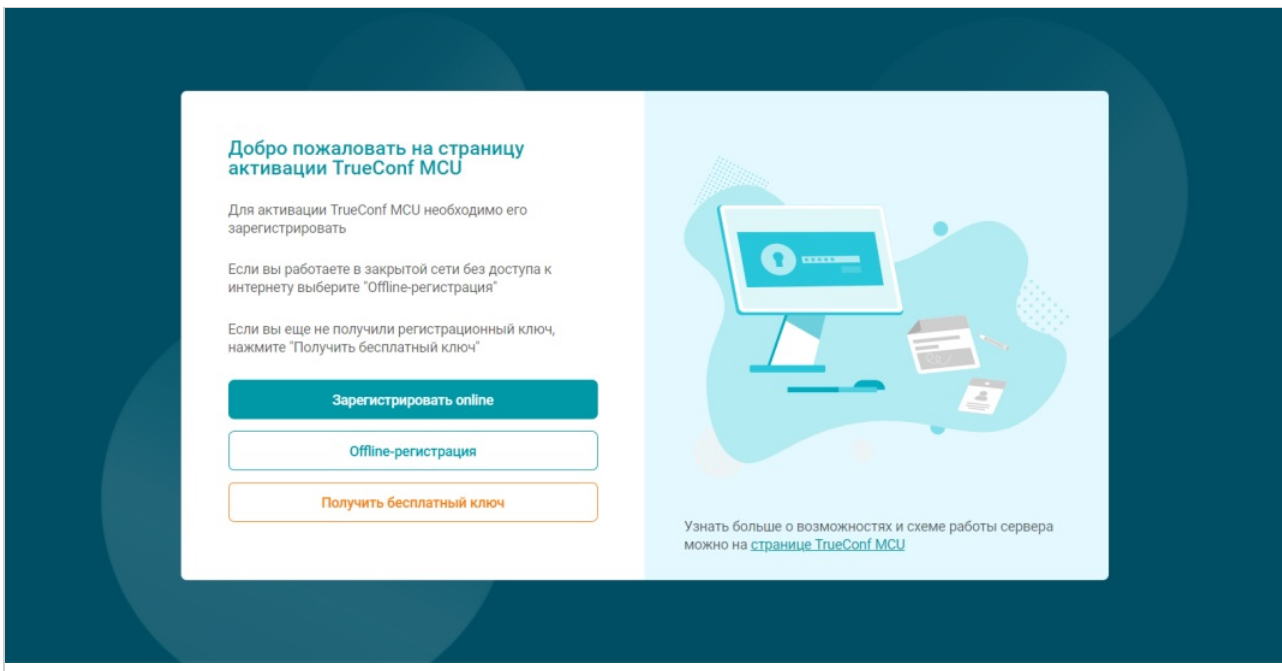 Добро пожаловать на страницу
активации TrueConf MCU
Для активации TrueConf MCU необходимо его
зарегистрировать
Если вы работаете в закрытой сети без доступа к
интернету выберите "Offline-регистрация"
Если вы еще не получили регистрационный ключ,
нажмите "Получить бесплатный ключ"
Зарегистрировать online
Offline-регистрация
Получить бесплатный ключ
Узнать больше о возможностях и схеме работы сервера
можно на странице TrueConf MCU